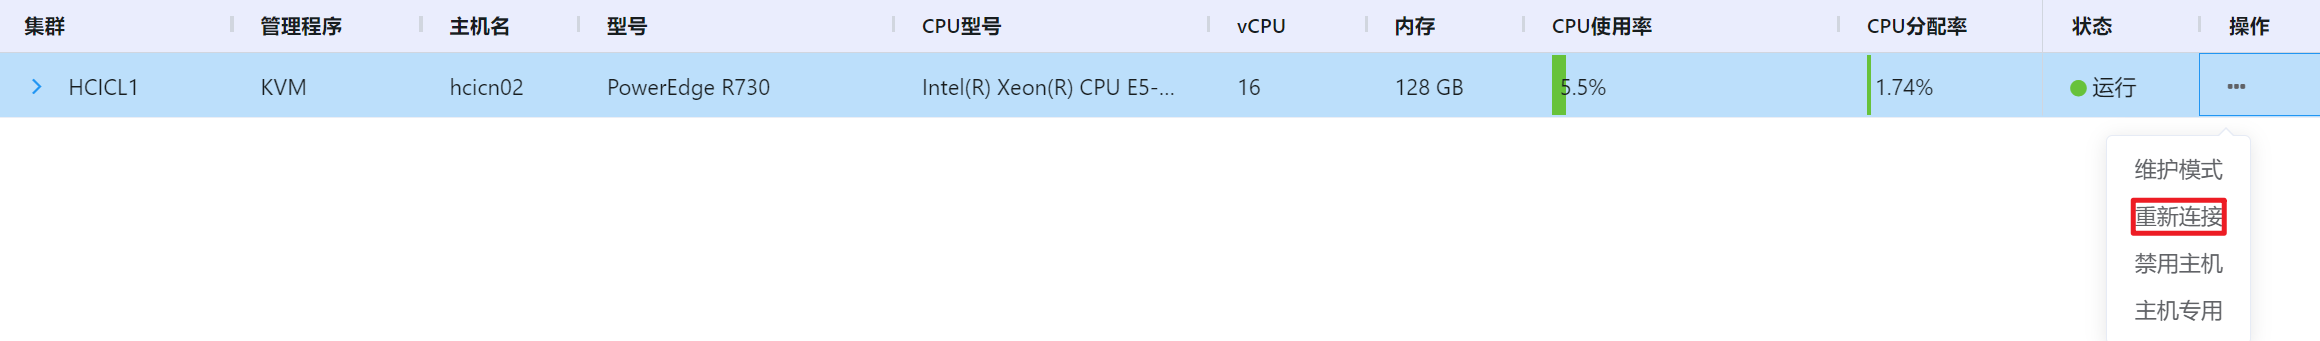 集群 管理程序 主机名 型号 CPU型号 vCPU 内存 CPU使用率 CPU分配率 状态 操作
HCICL1 KVM hcicn02 PowerEdge R730 Intel(R) Xeon(R) CPU E5-... 16 128 GB 5.5% 1.74% 运行 ···
维护模式
重新连接
禁用主机
主机专用